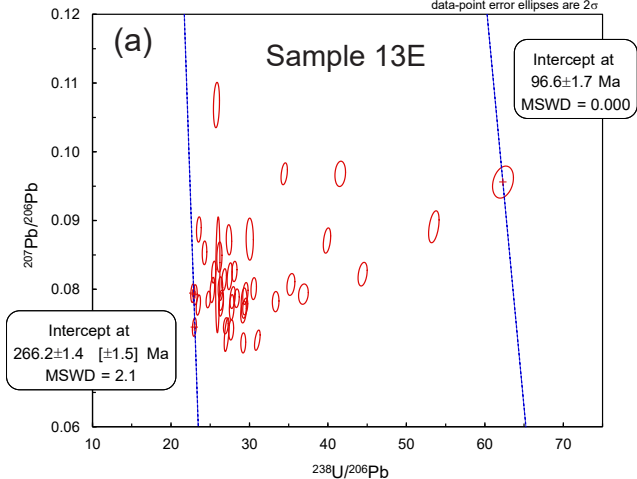 data-point error ellipses are 2σ
(a)
Sample 13E
Intercept at
96.6±1.7 Ma
MSWD = 0.000
Intercept at
266.2±1.4 [±1.5] Ma
MSWD = 2.1
0.12
0.11
0.10
0.09
0.08
0.07
0.06
²⁰⁷Pb/²⁰⁶Pb
10 20 30 40 50 60 70
²³⁸U/²⁰⁶Pb